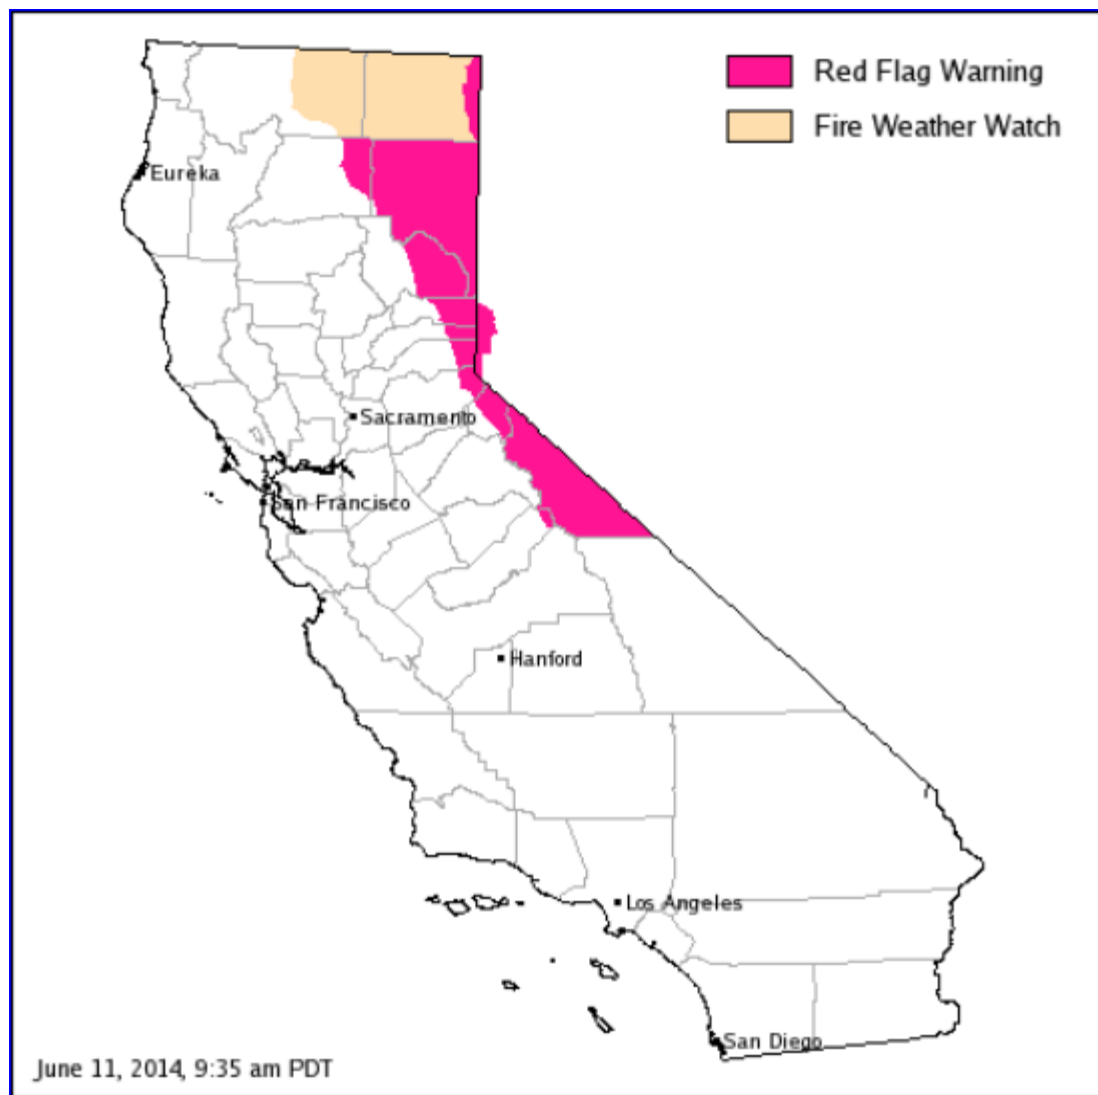 Red Flag Warning
Fire Weather Watch
Eureka
Sacramento
San Francisco
Hanford
Los Angeles
San Diego
June 11, 2014, 9:35 am PDT